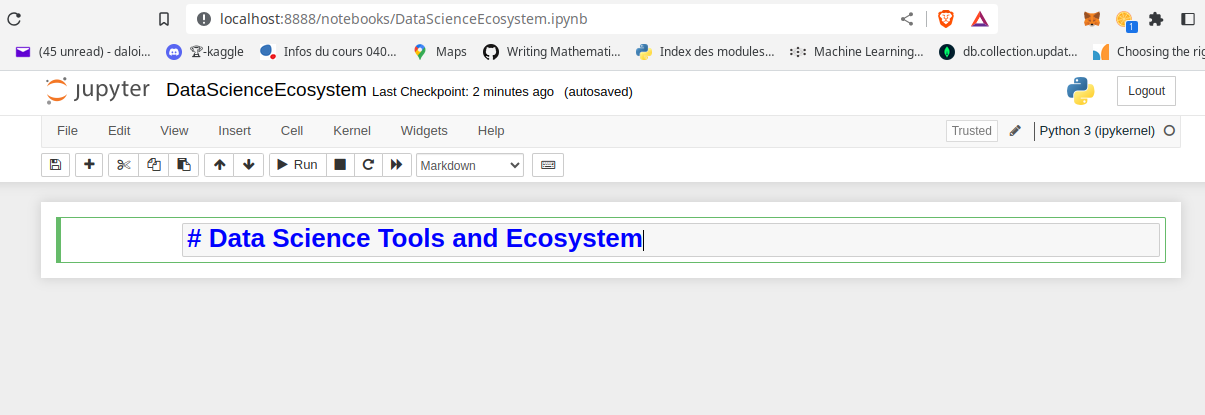 localhost:8888/notebooks/DataScienceEcosystem.ipynb
1
(45 unread) - daloi... 🏆-kaggle Infos du cours 040... Maps Writing Mathemati... Index des modules... Machine Learning... db.collection.updat... Choosing the rig
jupyter DataScienceEcosystem Last Checkpoint: 2 minutes ago (autosaved) Logout
File Edit View Insert Cell Kernel Widgets Help Trusted Python 3 (ipykernel)
Run Markdown
# Data Science Tools and Ecosystem